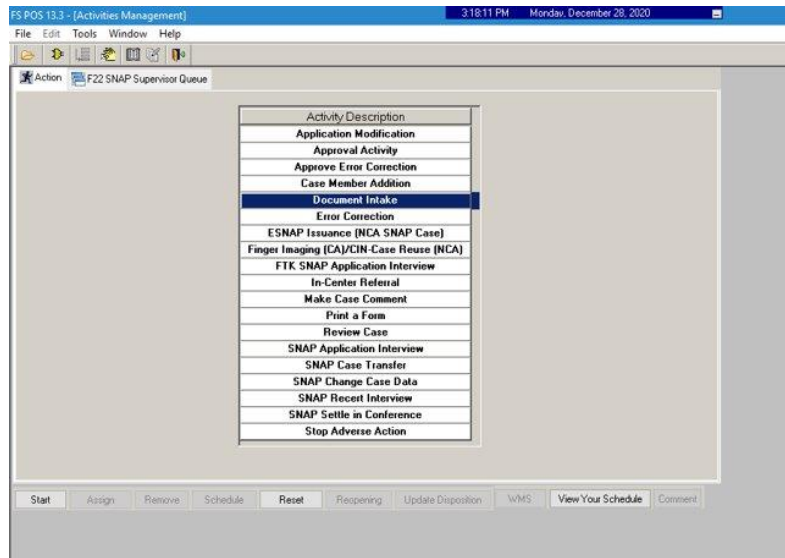 FS POS 13.3 - [Activities Management] 3:18:11 PM Monday, December 28, 2020
File Edit Tools Window Help
Action F22 SNAP Supervisor Queue
Activity Description
Application Modification
Approval Activity
Approve Error Correction
Case Member Addition
Document Intake
Error Correction
ESNAP Issuance (NCA SNAP Case)
Finger Imaging (CA)/CIN-Case Reuse (NCA)
FTK SNAP Application Interview
In-Center Referral
Make Case Comment
Print a Form
Review Case
SNAP Application Interview
SNAP Case Transfer
SNAP Change Case Data
SNAP Recert Interview
SNAP Settle in Conference
Stop Adverse Action
Start Assign Remove Schedule Reset Reopening Update Disposition WMS View Your Schedule Comment